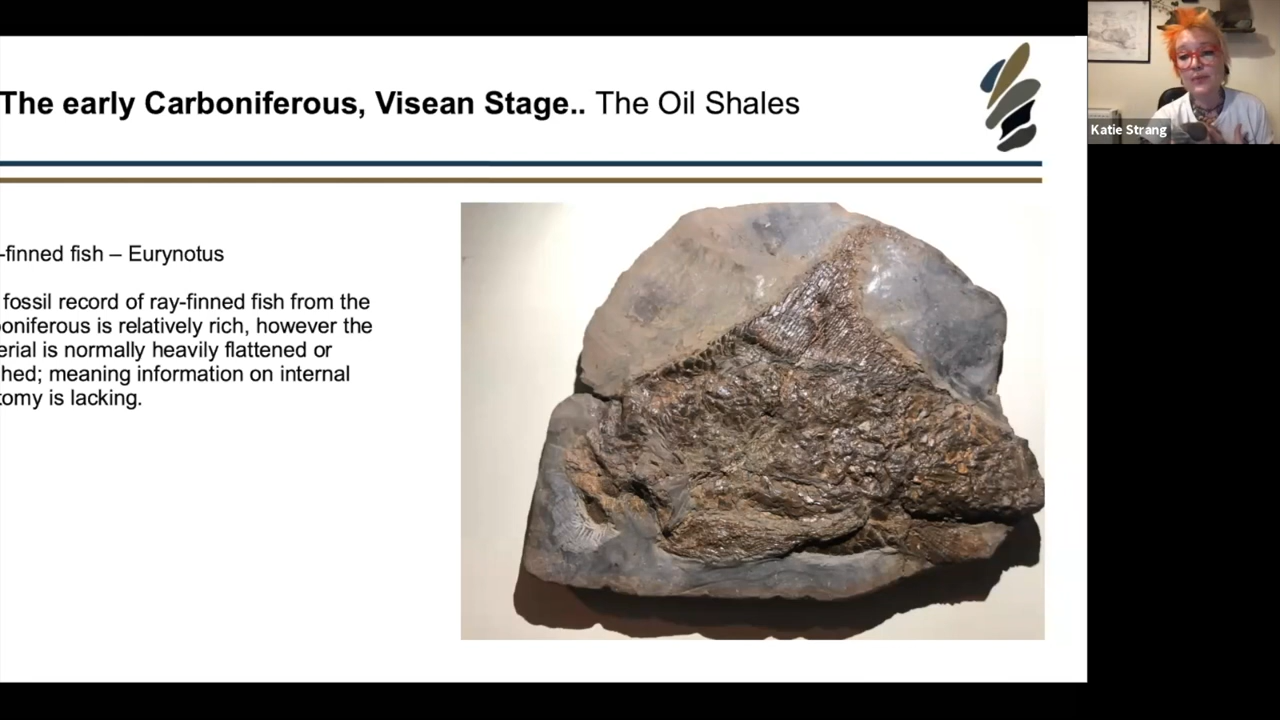 The early Carboniferous, Visean Stage.. The Oil Shales
Katie Strang
-finned fish – Eurynotus
fossil record of ray-finned fish from the
oniferous is relatively rich, however the
erial is normally heavily flattened or
hed; meaning information on internal
tomy is lacking.